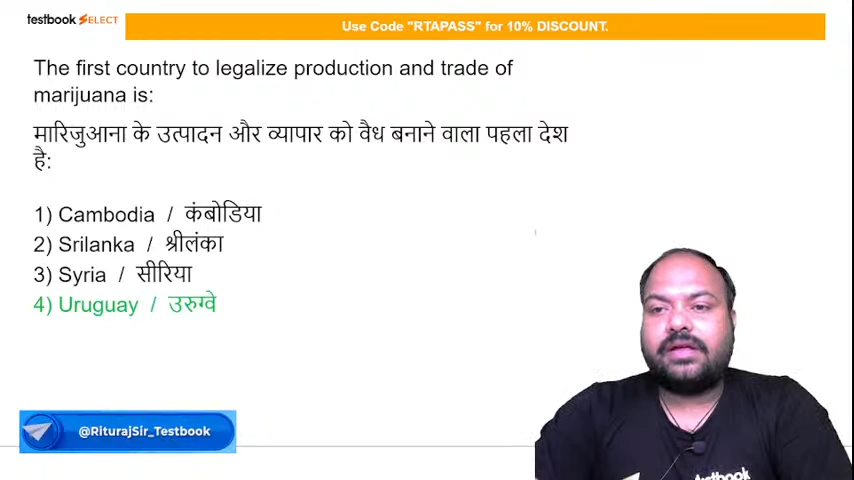 testbook SELECT
Use Code "RTAPASS" for 10% DISCOUNT.
The first country to legalize production and trade of
marijuana is:
मारिजुआना के उत्पादन और व्यापार को वैध बनाने वाला पहला देश
है:
1) Cambodia / कंबोडिया
2) Srilanka / श्रीलंका
3) Syria / सीरिया
4) Uruguay / उरुग्वे
@RiturajSir_Testbook
testbook